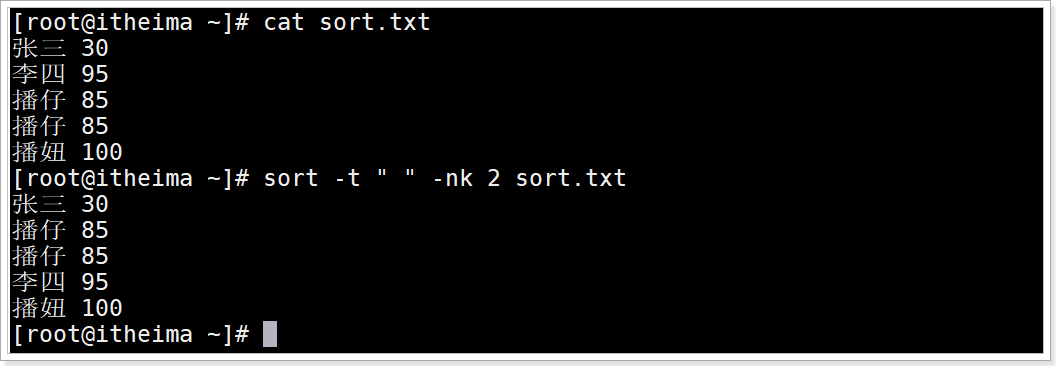 [root@itheima ~]# cat sort.txt
张三 30
李四 95
播仔 85
播仔 85
播妞 100
[root@itheima ~]# sort -t " " -nk 2 sort.txt
张三 30
播仔 85
播仔 85
李四 95
播妞 100
[root@itheima ~]#